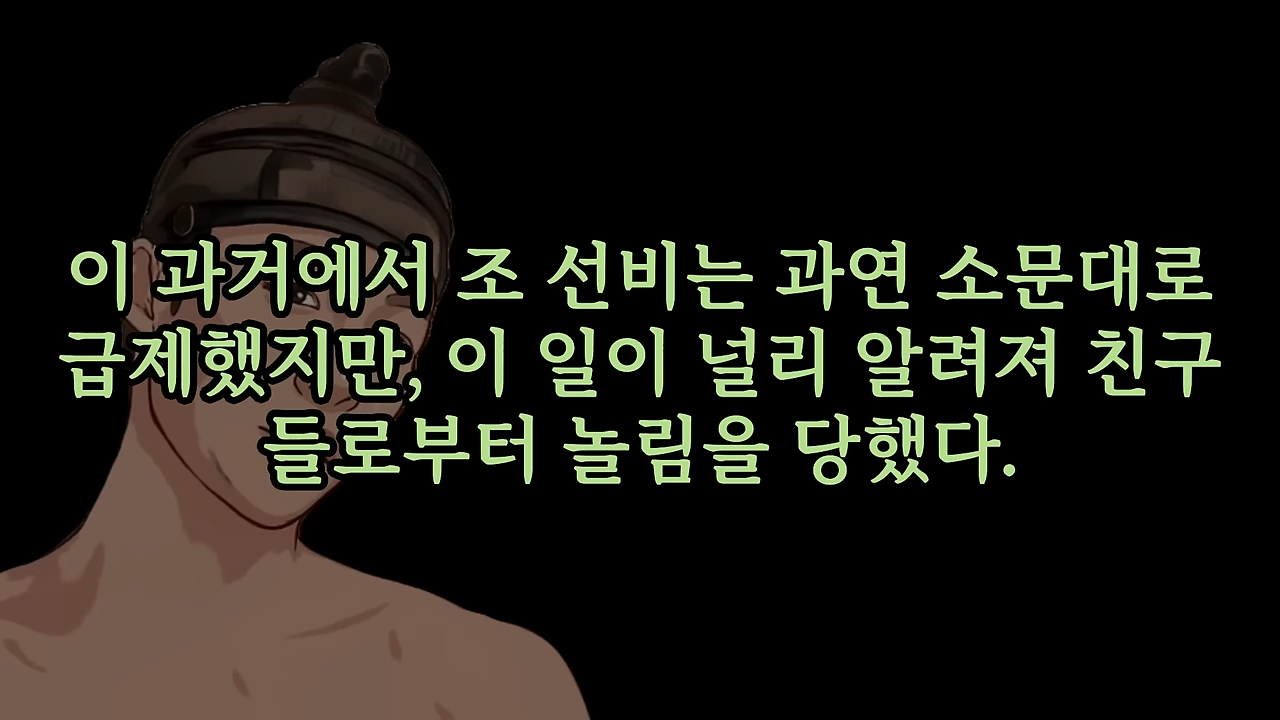 이 과거에서 조 선비는 과연 소문대로
급제했지만, 이 일이 널리 알려져 친구
들로부터 놀림을 당했다.